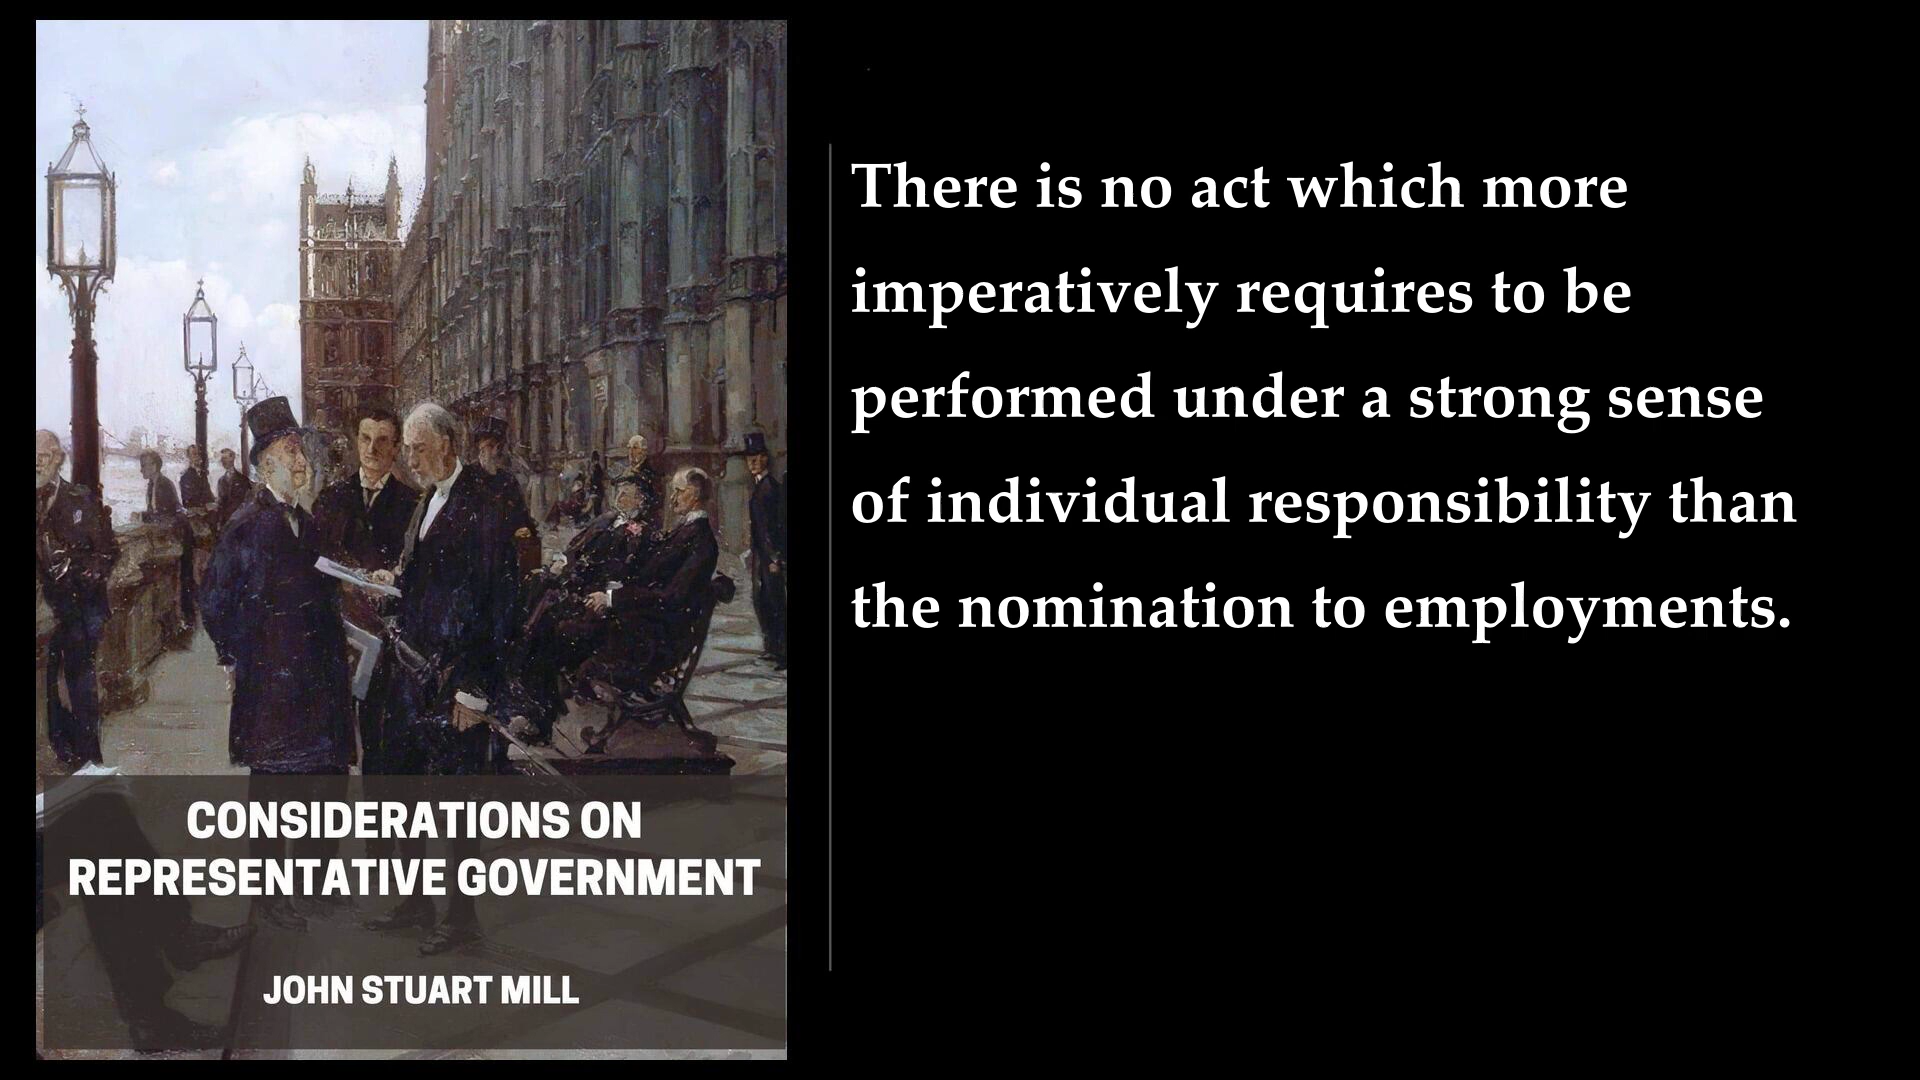 There is no act which more
imperatively requires to be
performed under a strong sense
of individual responsibility than
the nomination to employments.
CONSIDERATIONS ON
REPRESENTATIVE GOVERNMENT
JOHN STUART MILL